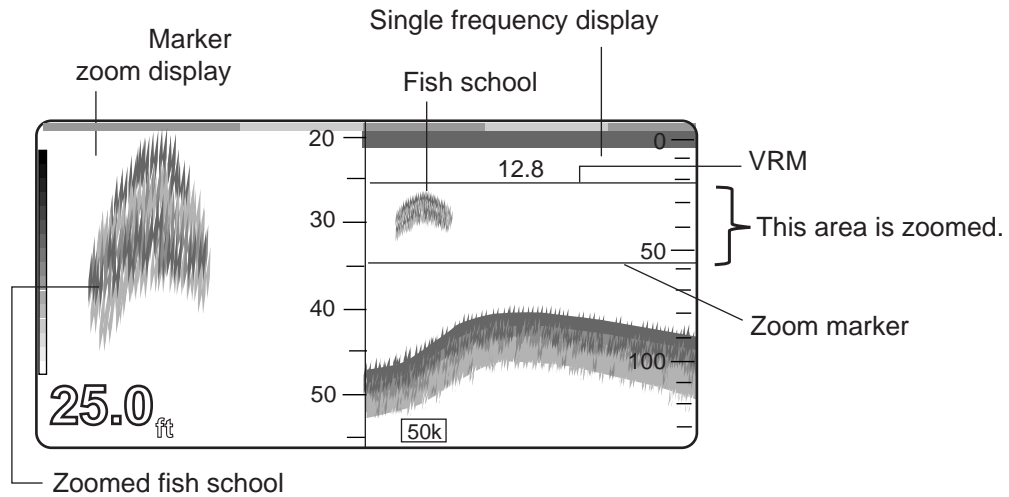 Single frequency display
Marker
zoom display
Fish school
20
30
40
50
12.8
0
50
100
VRM
This area is zoomed.
Zoom marker
25.0 ft
50k
Zoomed fish school